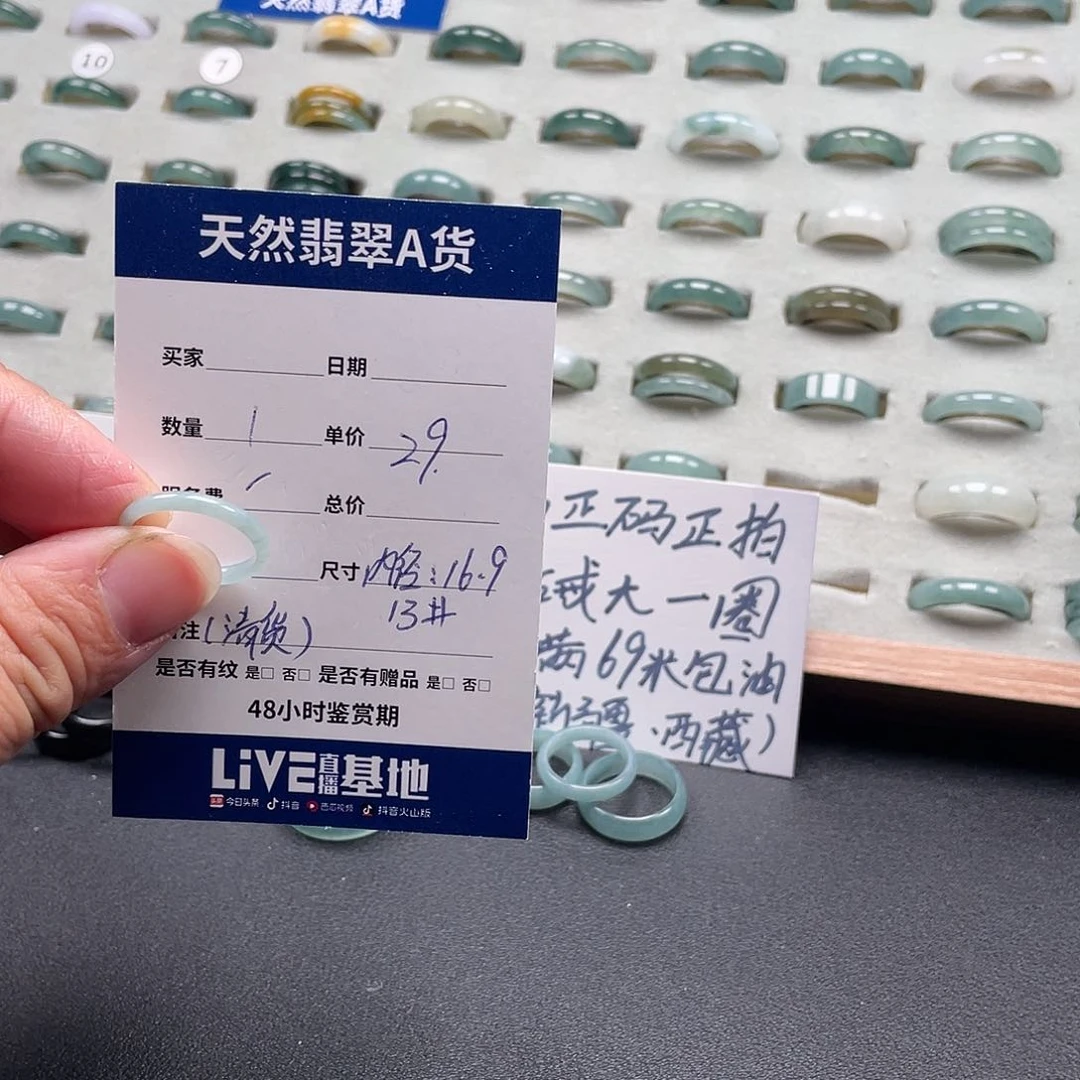 天然翡翠A货
10
7
天然翡翠A货
买家 日期
数量 1 单价 29.
总价
尺寸 内径:16.9
13#
注(清货)
是否有纹 是□ 否□ 是否有赠品 是□ 否□
48小时鉴赏期
LiVE直播基地
今日头条 抖音 西瓜视频 抖音火山版
正码正拍
戒大一圈
满69米包油
新疆·西藏)